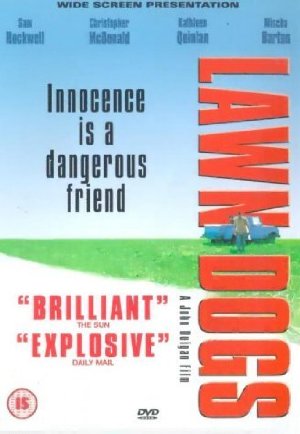 WIDE SCREEN PRESENTATION
Sam Rockwell
Christopher McDonald
Kathleen Quinlan
Mischa Barton
Innocence
is a
dangerous
friend
LAWN DOGS
A John Duigan Film
"BRILLIANT"
THE SUN
"EXPLOSIVE"
DAILY MAIL
15
DVD